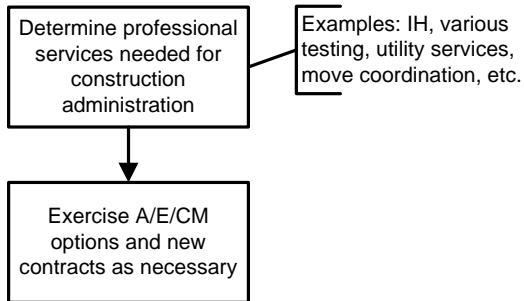 Determine professional
services needed for
construction
administration
Examples: IH, various
testing, utility services,
move coordination, etc.
Exercise A/E/CM
options and new
contracts as necessary